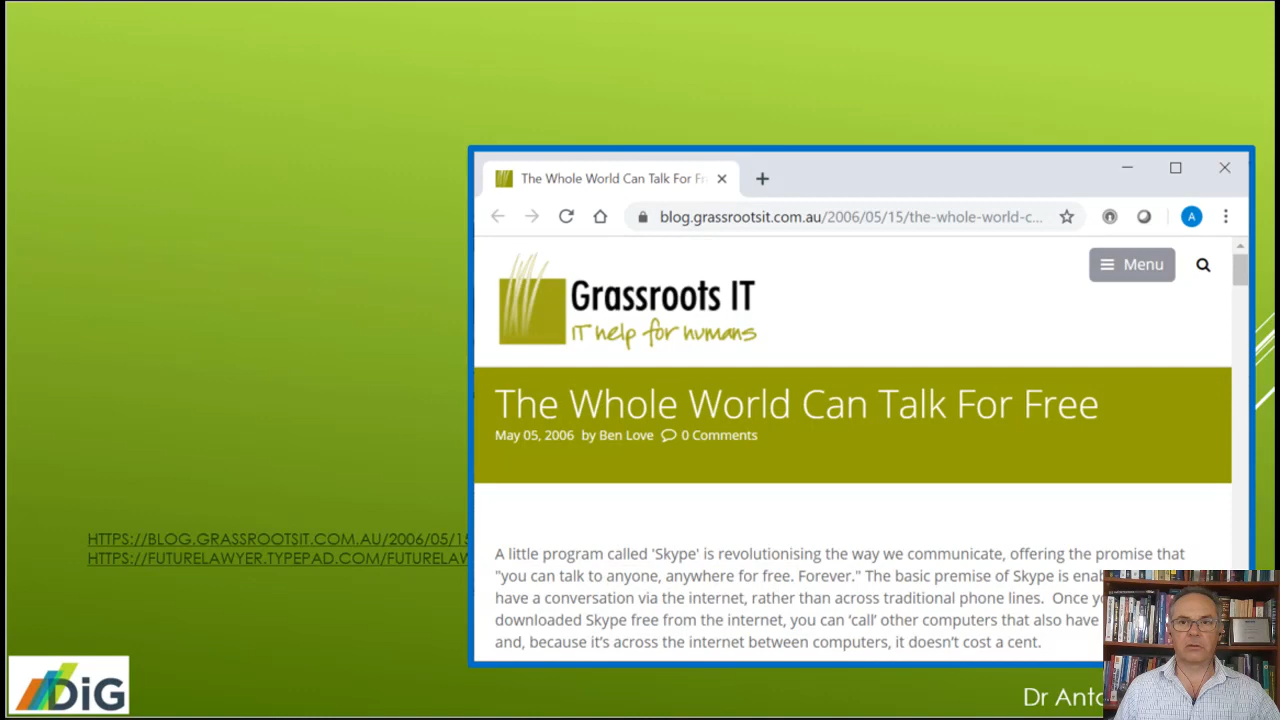 The Whole World Can Talk For Fr
blog.grassrootsit.com.au/2006/05/15/the-whole-world-c...
A
Grassroots IT
IT help for humans
Menu
The Whole World Can Talk For Free
May 05, 2006 by Ben Love 0 Comments
HTTPS://BLOG.GRASSROOTSIT.COM.AU/2006/05/15
HTTPS://FUTURELAWYER.TYPEPAD.COM/FUTURELAW
A little program called 'Skype' is revolutionising the way we communicate, offering the promise that
"you can talk to anyone, anywhere for free. Forever." The basic premise of Skype is enab
have a conversation via the internet, rather than across traditional phone lines. Once yo
downloaded Skype free from the internet, you can 'call' other computers that also have
and, because it's across the internet between computers, it doesn't cost a cent.
DiG
Dr Anto